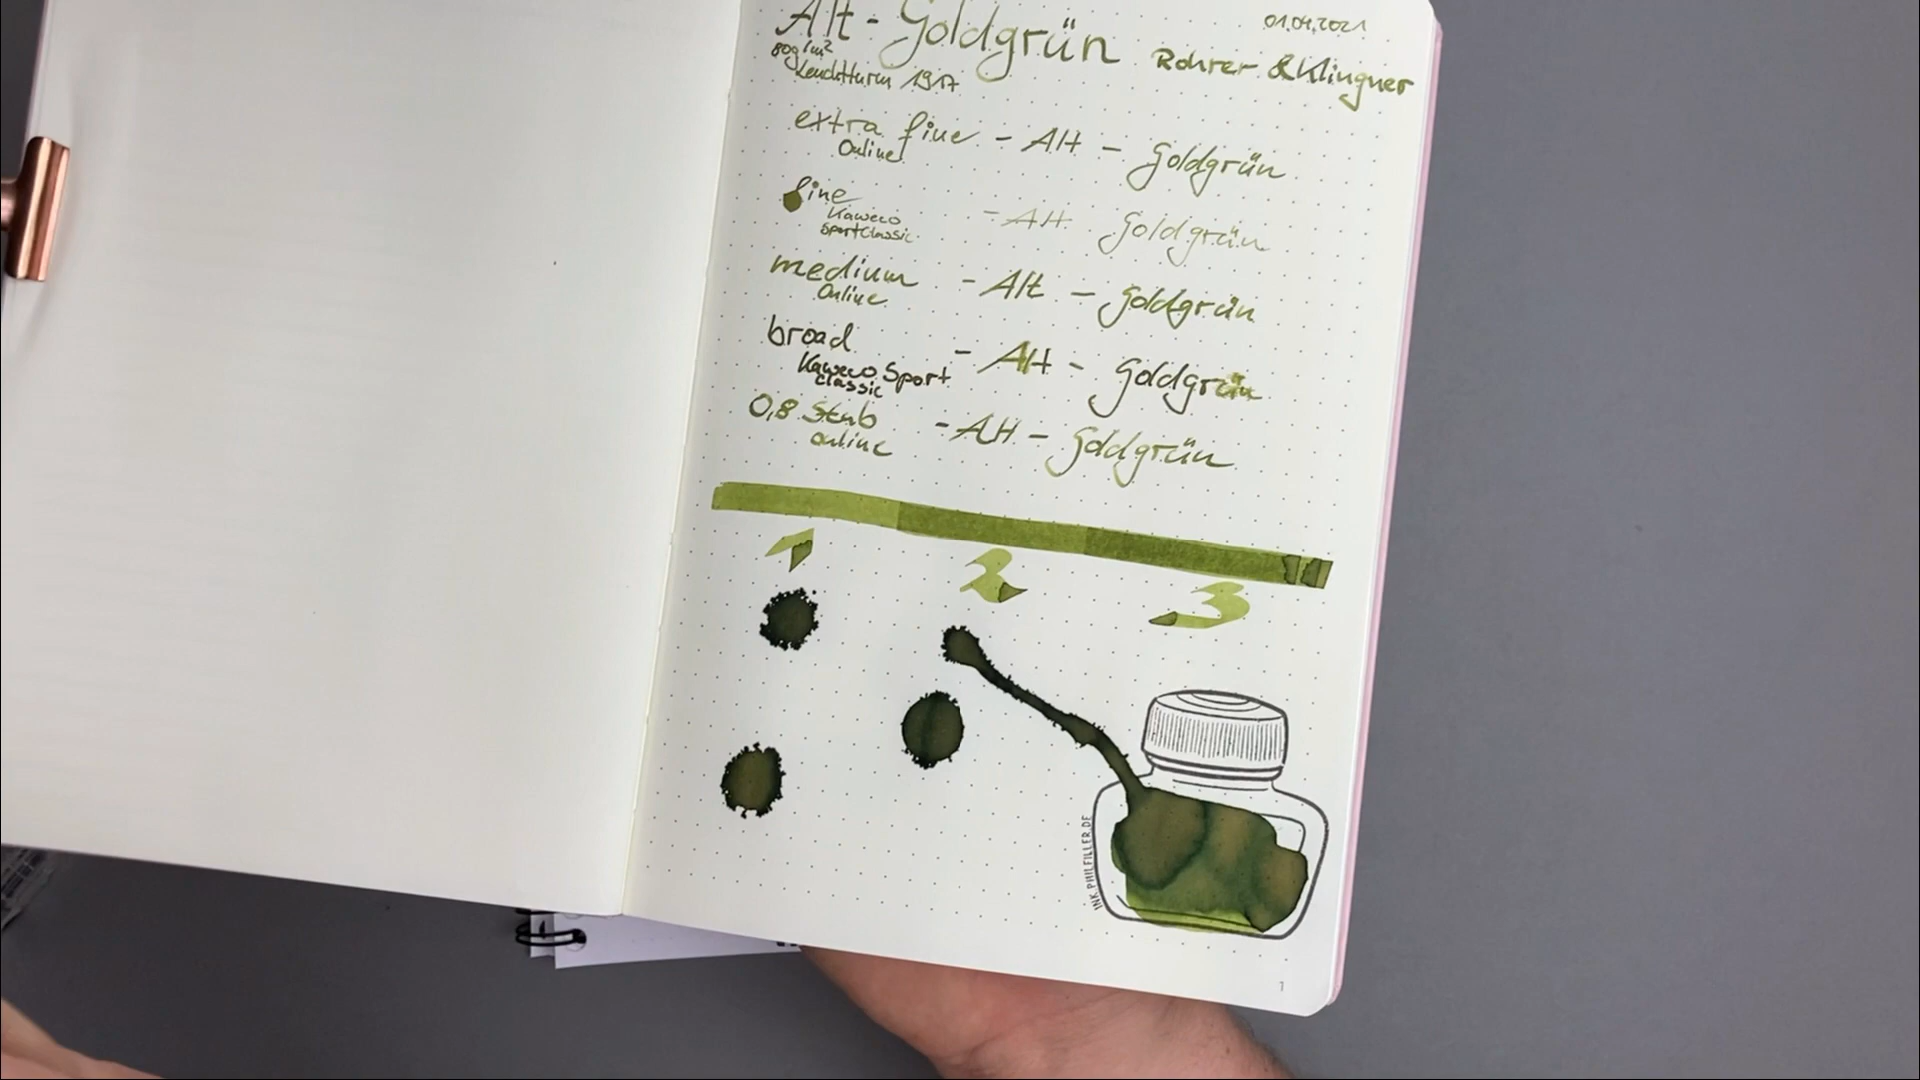 01.04.2021
Alt - Goldgrün Rohrer & Klingner
80g/m²
Leuchtturm 1917
extra fine - Alt - Goldgrün
Online
fine - Alt Goldgrün
Kaweco
Sport Classic
medium - Alt - Goldgrün
Online
broad - Alt - Goldgrün
Kaweco Sport
classic
0,8 Stub - Alt - Goldgrün
online
1 2 3
INK.PHILFILLER.DE
1